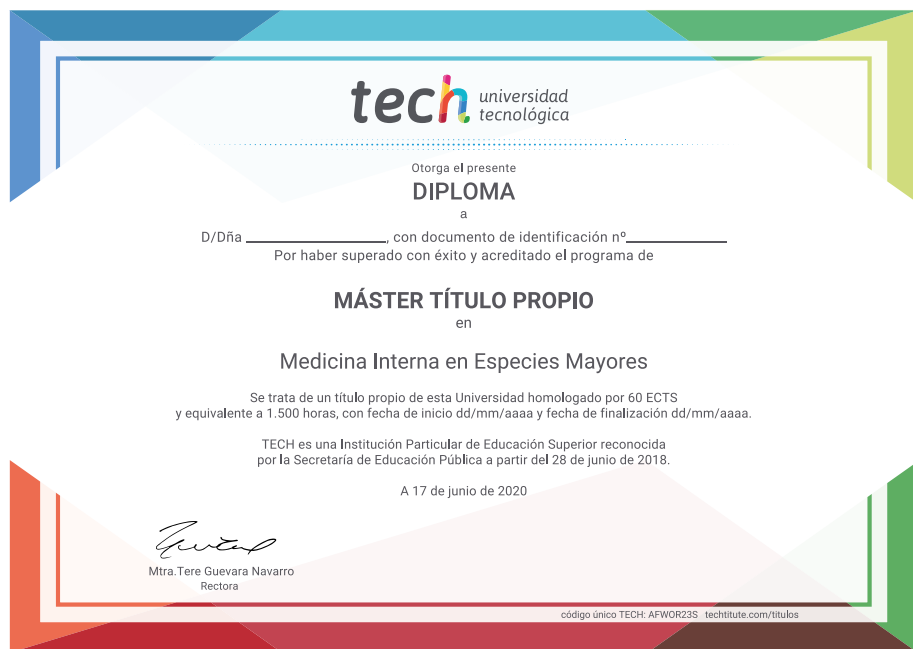 tech universidad
tecnológica
Otorga el presente
DIPLOMA
a
D/Dña ____________, con documento de identificación nº____________
Por haber superado con éxito y acreditado el programa de
MÁSTER TÍTULO PROPIO
en
Medicina Interna en Especies Mayores
Se trata de un título propio de esta Universidad homologado por 60 ECTS
y equivalente a 1.500 horas, con fecha de inicio dd/mm/aaaa y fecha de finalización dd/mm/aaaa.
TECH es una Institución Particular de Educación Superior reconocida
por la Secretaría de Educación Pública a partir del 28 de junio de 2018.
A 17 de junio de 2020
Mtra.Tere Guevara Navarro
Rectora
código único TECH: AFWOR23S techtitute.com/titulos